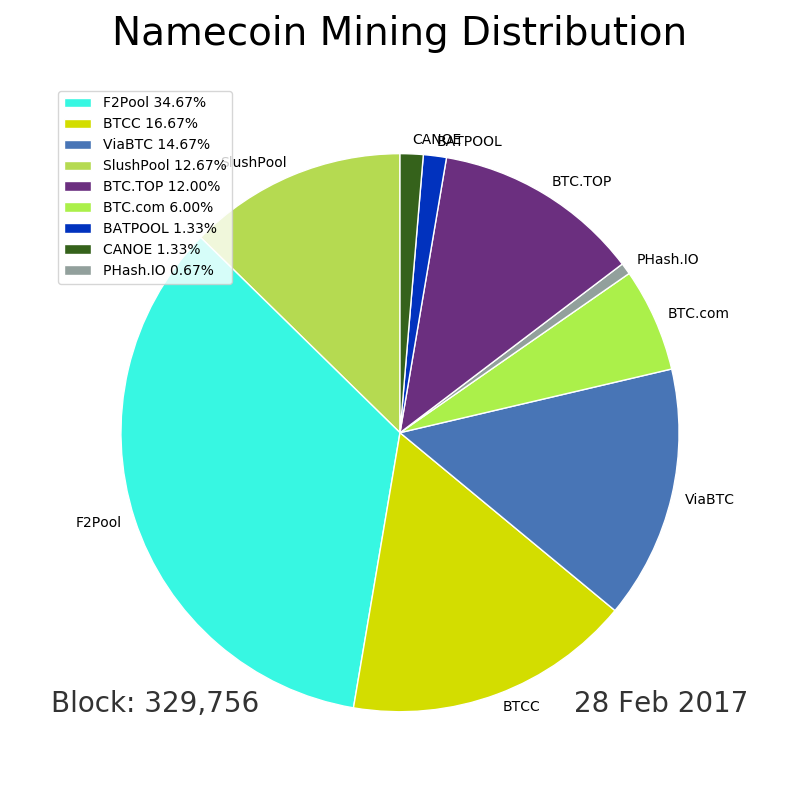 Namecoin Mining Distribution
F2Pool 34.67%
BTCC 16.67%
ViaBTC 14.67%
SlushPool 12.67%
BTC.TOP 12.00%
BTC.com 6.00%
BATPOOL 1.33%
CANOE 1.33%
PHash.IO 0.67%
CANOE
BATPOOL
SlushPool
BTC.TOP
PHash.IO
BTC.com
ViaBTC
F2Pool
BTCC
Block: 329,756
28 Feb 2017